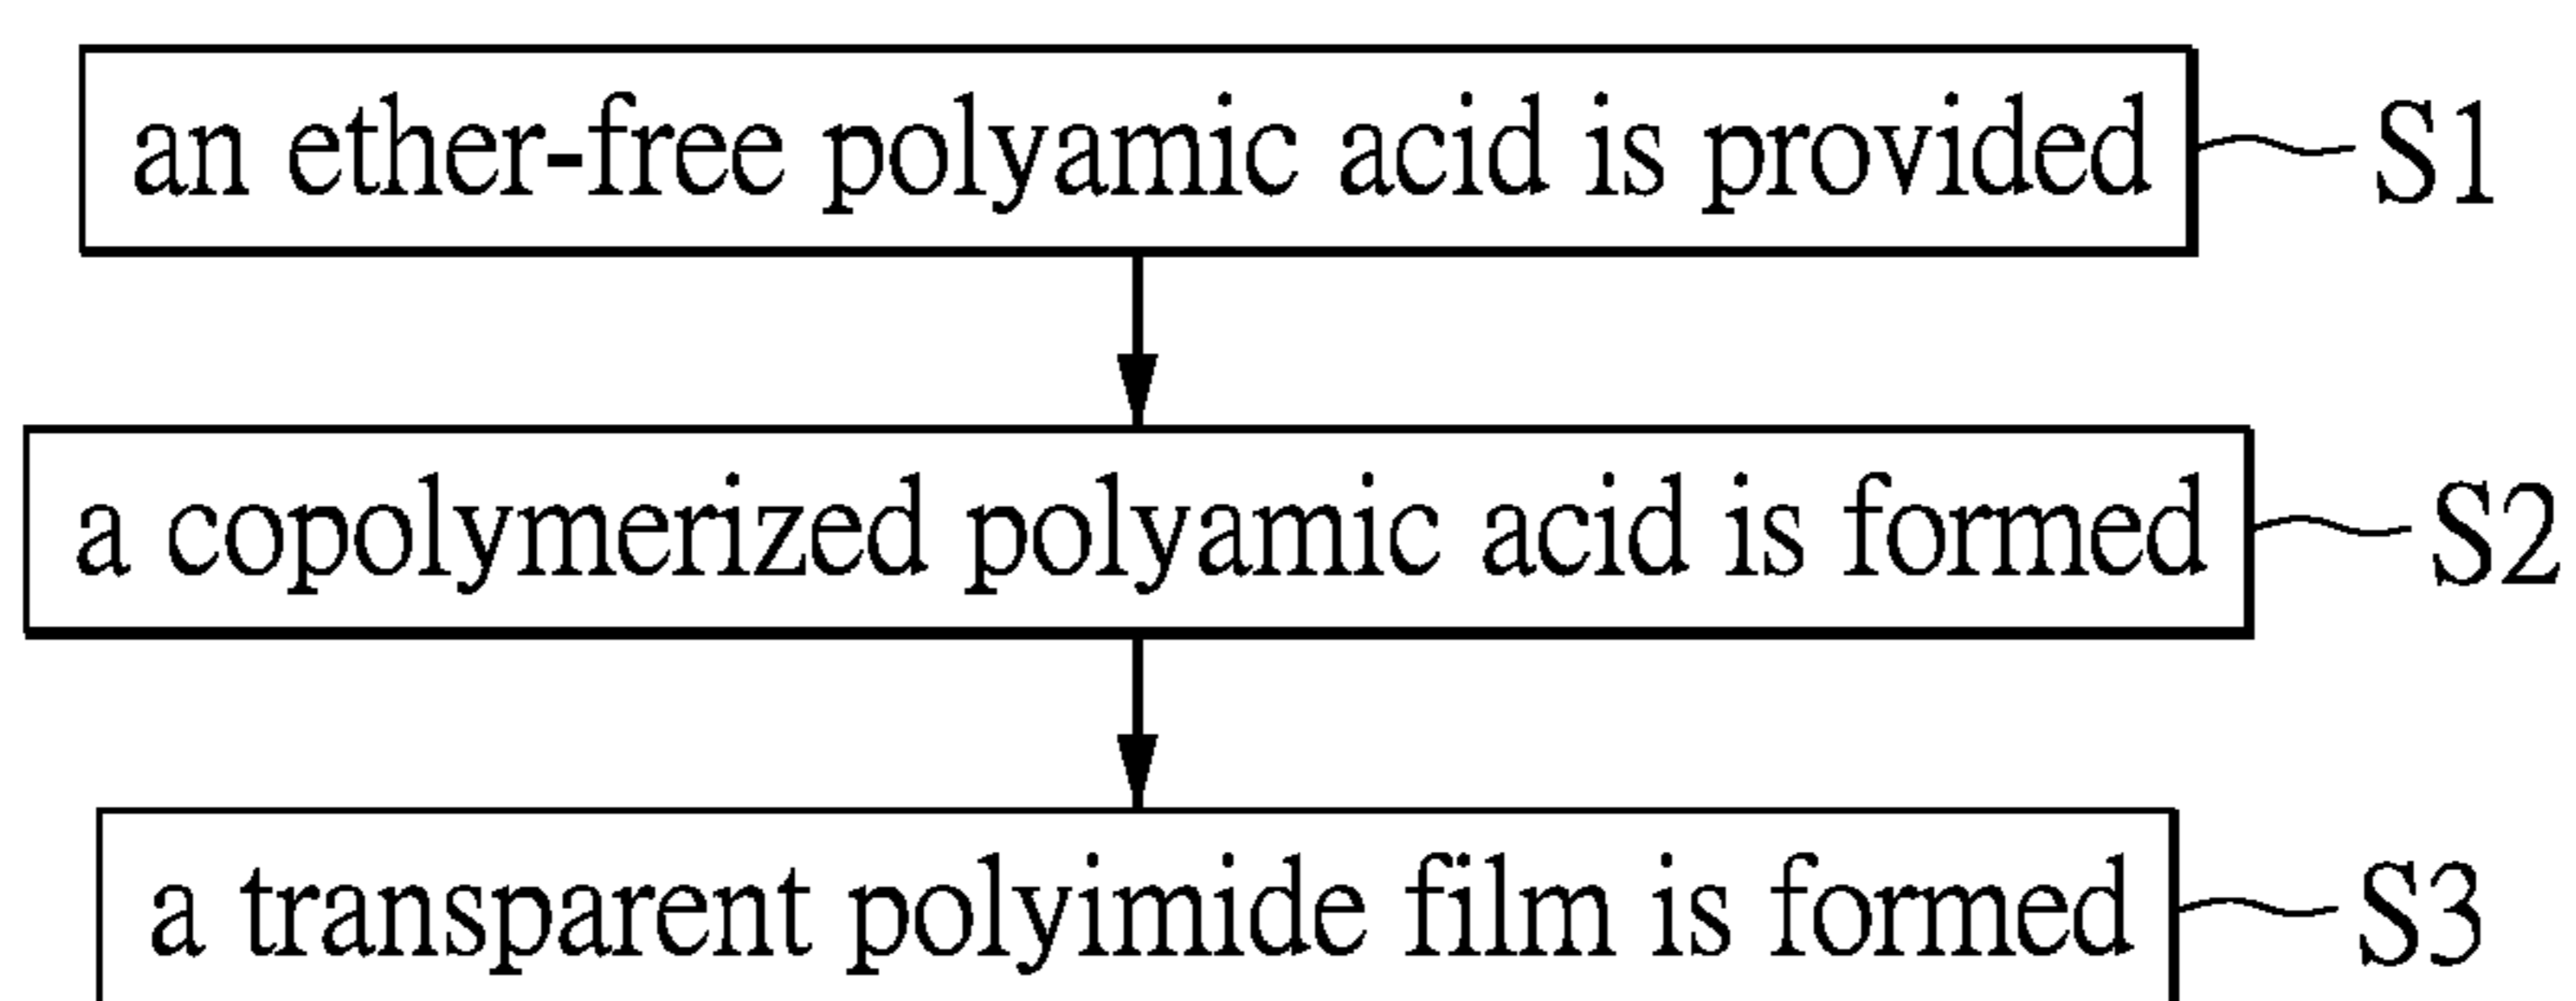 an ether-free polyamic acid is provided S1
a copolymerized polyamic acid is formed S2
a transparent polyimide film is formed S3